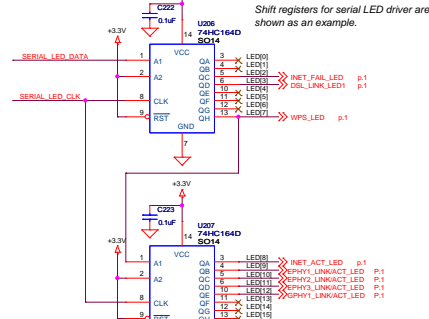 Shift registers for serial LED driver are
shown as an example.
C222
0.1uF
+3.3V
U206
74HC164D
SO14
14
VCC
SERIAL_LED_DATA
1 A1
2 A2
SERIAL_LED_CLK
8 CLK
9 RST
GND
7
QA 3 LED[0]
QB 4 LED[1]
QC 5 LED[2] INET_FAIL_LED p.1
QD 6 LED[3] DSL_LINK_LED1 p.1
QE 10 LED[4]
QF 11 LED[5]
QG 12 LED[6]
QH 13 LED[7] WPS_LED p.1
+3.3V
C223
0.1uF
+3.3V
U207
74HC164D
SO14
14
VCC
1 A1
2 A2
8 CLK
9 RST
QA 3 LED[8] INET_ACT_LED p.1
QB 4 LED[9] EPHY1_LINK/ACT_LED P.1
QC 5 LED[10] EPHY2_LINK/ACT_LED P.1
QD 6 LED[11] EPHY3_LINK/ACT_LED P.1
QE 10 LED[12] GPHY1_LINK/ACT_LED P.1
QF 11 LED[13]
QG 12 LED[14]
QH 13 LED[15]